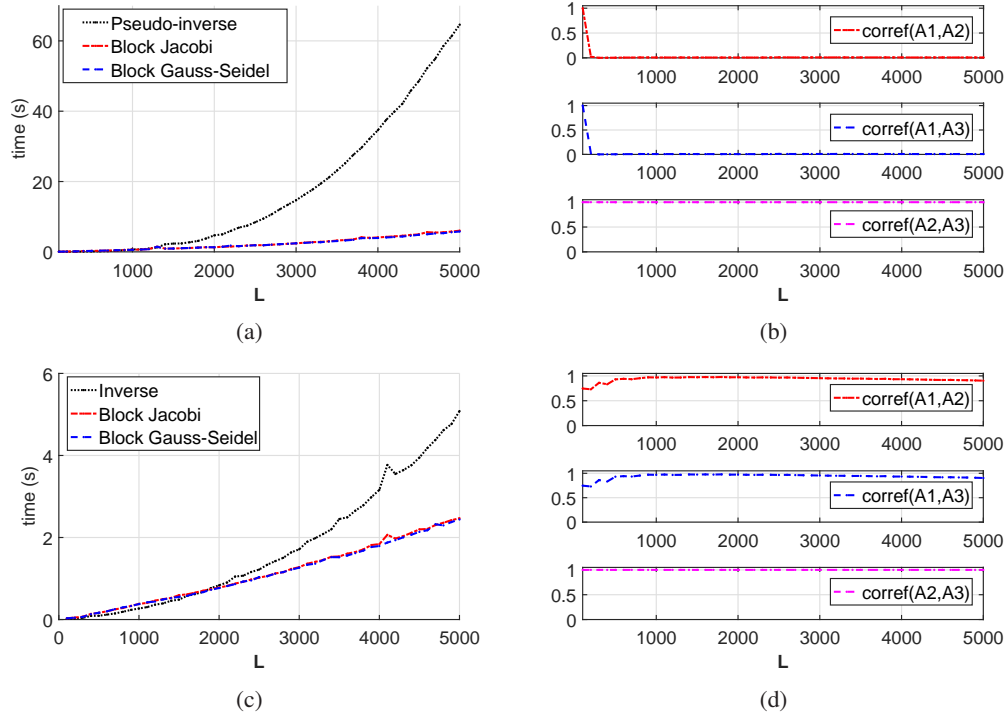 60
40
20
0
time (s)
Pseudo-inverse
Block Jacobi
Block Gauss-Seidel
1000 2000 3000 4000 5000
L
(a)
1
0.5
0
corref(A1,A2)
1000 2000 3000 4000 5000
1
0.5
0
corref(A1,A3)
1000 2000 3000 4000 5000
1
0.5
0
corref(A2,A3)
1000 2000 3000 4000 5000
L
(b)
6
4
2
0
time (s)
Inverse
Block Jacobi
Block Gauss-Seidel
0 1000 2000 3000 4000 5000
L
(c)
1
0.5
0
corref(A1,A2)
1000 2000 3000 4000 5000
1
0.5
0
corref(A1,A3)
1000 2000 3000 4000 5000
1
0.5
0
corref(A2,A3)
1000 2000 3000 4000 5000
L
(d)